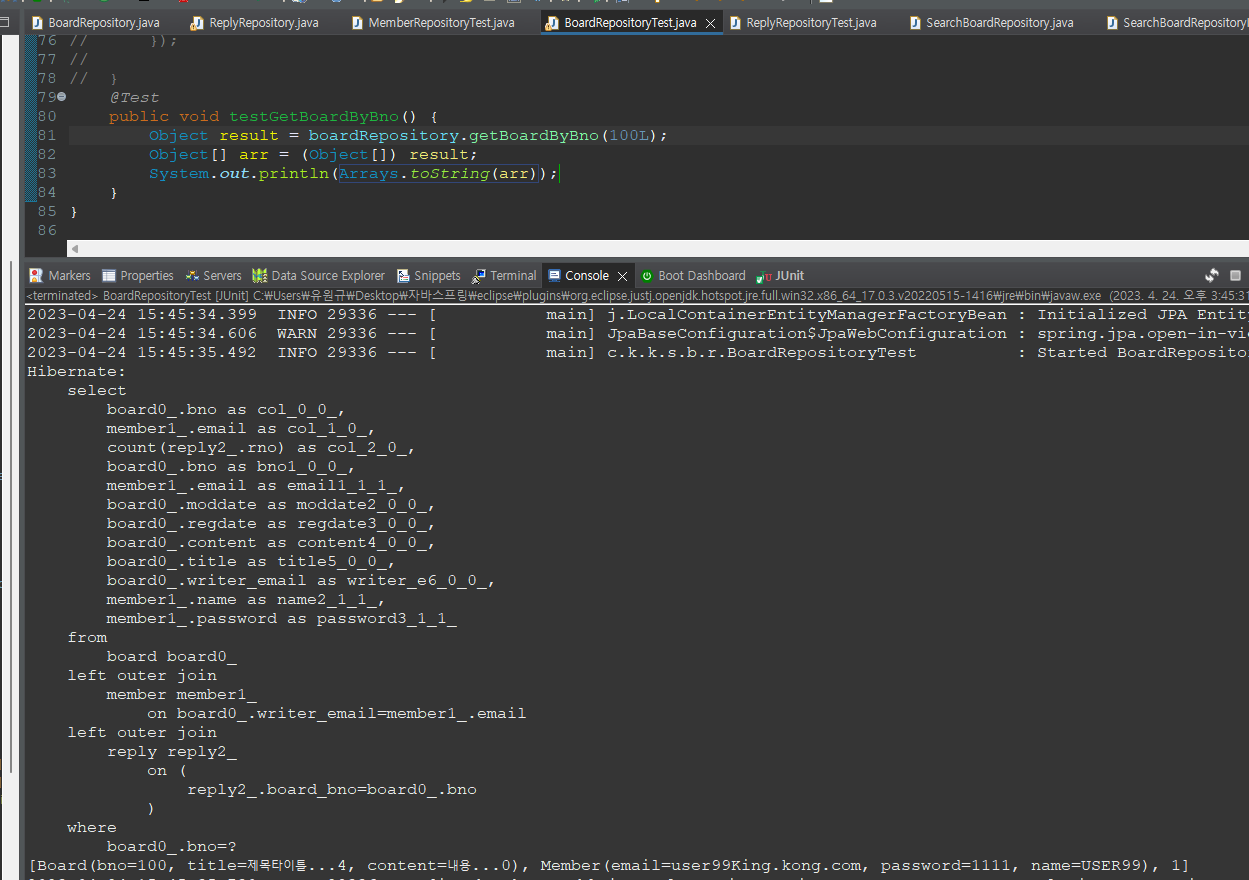 BoardRepository.java ReplyRepository.java MemberRepositoryTest.java BoardRepositoryTest.java ReplyRepositoryTest.java SearchBoardRepository.java SearchBoardRepositoryI
76 // });
77 //
78 // }
79 @Test
80 public void testGetBoardByBno() {
81 Object result = boardRepository.getBoardByBno(100L);
82 Object[] arr = (Object[]) result;
83 System.out.println(Arrays.toString(arr));
84 }
85 }
86
Markers Properties Servers Data Source Explorer Snippets Terminal Console Boot Dashboard JUnit
<terminated> BoardRepositoryTest [JUnit] C:₩Users₩유원규₩Desktop₩자바스프링₩eclipse₩plugins₩org.eclipse.justj.openjdk.hotspot.jre.full.win32.x86_64_17.0.3.v20220515-1416₩jre₩bin₩javaw.exe (2023. 4. 24. 오후 3:45:31
2023-04-24 15:45:34.399 INFO 29336 --- [ main] j.LocalContainerEntityManagerFactoryBean : Initialized JPA Entity
2023-04-24 15:45:34.606 WARN 29336 --- [ main] JpaBaseConfiguration$JpaWebConfiguration : spring.jpa.open-in-vi
2023-04-24 15:45:35.492 INFO 29336 --- [ main] c.k.k.s.b.r.BoardRepositoryTest : Started BoardReposito
Hibernate:
select
board0_.bno as col_0_0_,
member1_.email as col_1_0_,
count(reply2_.rno) as col_2_0_,
board0_.bno as bno1_0_0_,
member1_.email as email1_1_1_,
board0_.moddate as moddate2_0_0_,
board0_.regdate as regdate3_0_0_,
board0_.content as content4_0_0_,
board0_.title as title5_0_0_,
board0_.writer_email as writer_e6_0_0_,
member1_.name as name2_1_1_,
member1_.password as password3_1_1_
from
board board0_
left outer join
member member1_
on board0_.writer_email=member1_.email
left outer join
reply reply2_
on (
reply2_.board_bno=board0_.bno
)
where
board0_.bno=?
[Board(bno=100, title=제목타이틀...4, content=내용...0), Member(email=user99King.kong.com, password=1111, name=USER99), 1]